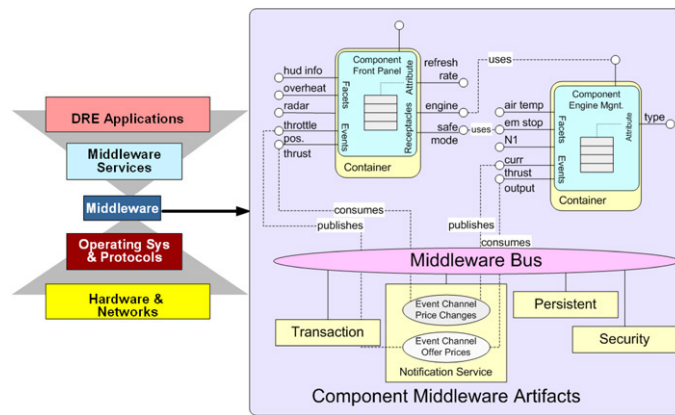 DRE Applications
Middleware
Services
Middleware
Operating Sys
& Protocols
Hardware &
Networks
hud info
overheat
radar
throttle
pos.
thrust
Component
Front Panel
Facets
Events
Attribute
Receptacles
Container
refresh
rate
engine
safe
mode
uses
uses
air temp
em stop
N1
curr
thrust
output
Component
Engine Mgnt.
Facets
Events
Attribute
Container
type
consumes
publishes
publishes
consumes
Middleware Bus
Transaction
Event Channel
Price Changes
Event Channel
Offer Prices
Notification Service
Persistent
Security
Component Middleware Artifacts